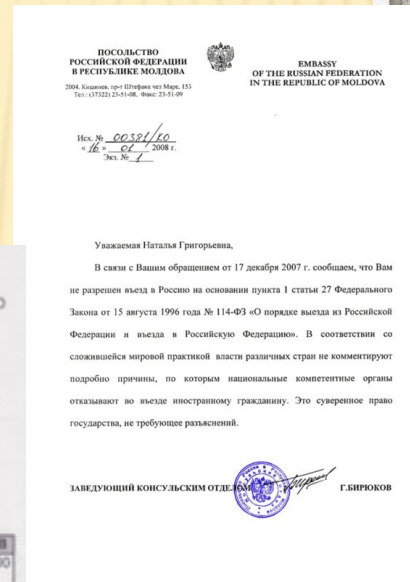 ПОСОЛЬСТВО
РОССИЙСКОЙ ФЕДЕРАЦИИ
В РЕСПУБЛИКЕ МОЛДОВА
2004, Кишинев, пр-т Штефана чел Маре, 153
Тел.: (37322) 23-51-08, Факс: 23-51-09
EMBASSY
OF THE RUSSIAN FEDERATION
IN THE REPUBLIC OF MOLDOVA
Исх. № 00381/КО
« 16 » 01 2008 г.
Экз. № 1
Уважаемая Наталья Григорьевна,
В связи с Вашим обращением от 17 декабря 2007 г. сообщаем, что Вам
не разрешен въезд в Россию на основании пункта 1 статьи 27 Федерального
Закона от 15 августа 1996 года № 114-ФЗ «О порядке выезда из Российской
Федерации и въезда в Российскую Федерацию». В соответствии со
сложившейся мировой практикой власти различных стран не комментируют
подробно причины, по которым национальные компетентные органы
отказывают во въезде иностранному гражданину. Это суверенное право
государства, не требующее разъяснений.
ЗАВЕДУЮЩИЙ КОНСУЛЬСКИМ ОТДЕЛОМ Г.БИРЮКОВ